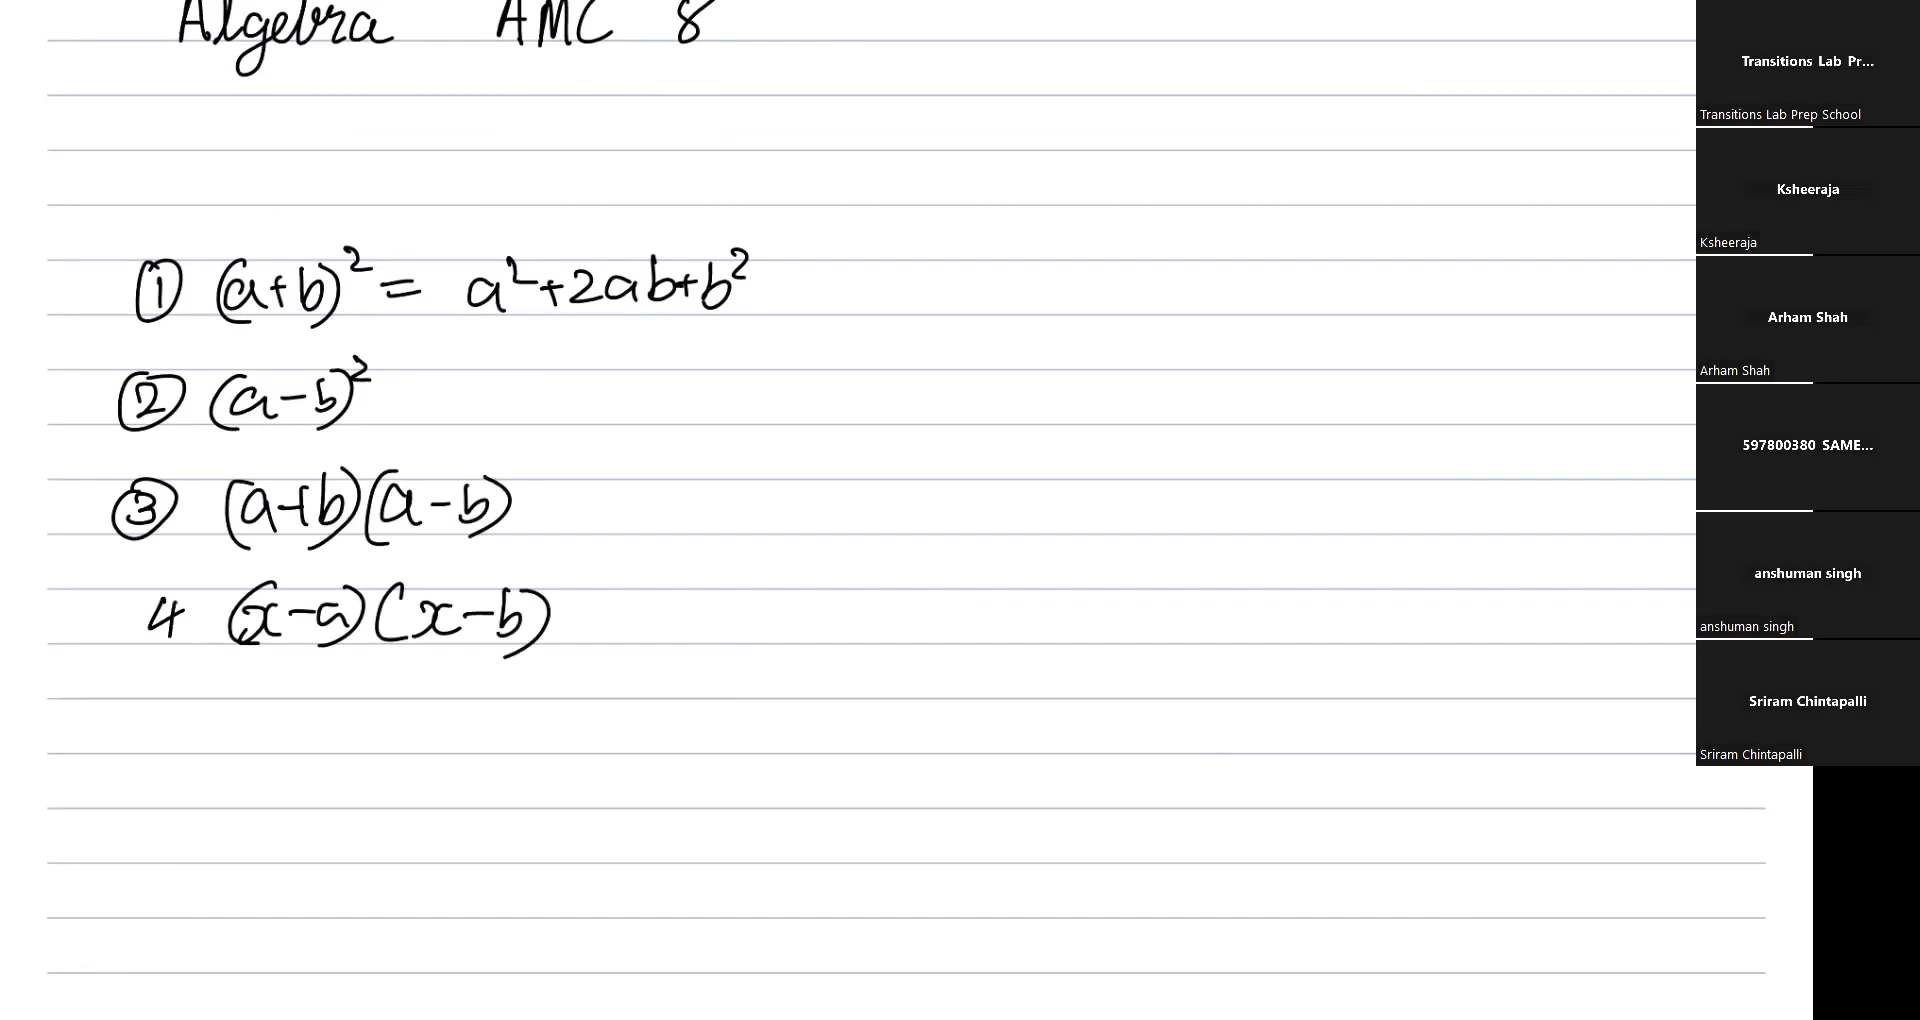 Algebra AMC 8
① (a+b)² = a²+2ab+b²
② (a-b)²
③ (a+b)(a-b)
4 (x-a)(x-b)
Transitions Lab Pr...
Transitions Lab Prep School
Ksheeraja
Ksheeraja
Arham Shah
Arham Shah
597800380 SAME...
anshuman singh
anshuman singh
Sriram Chintapalli
Sriram Chintapalli